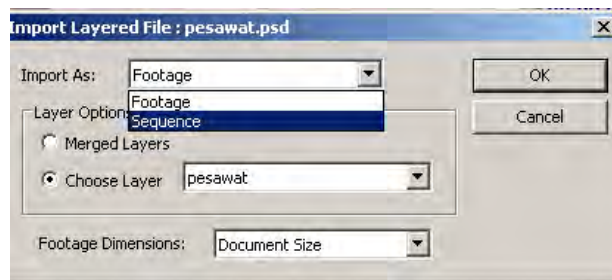 Import Layered File : pesawat.psd
Import As: Footage OK
Footage
Layer Option Sequence Cancel
Merged Layers
Choose Layer pesawat
Footage Dimensions: Document Size